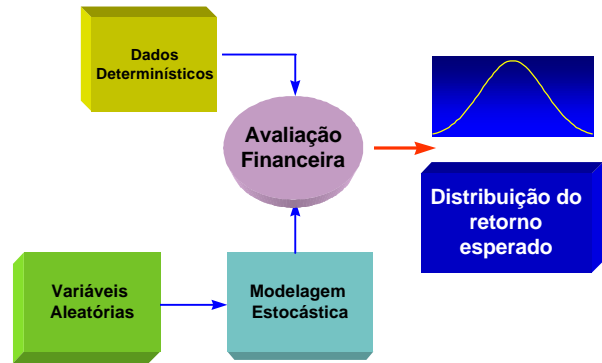 Dados
Determinísticos
Avaliação
Financeira
Distribuição do
retorno
esperado
Variáveis
Aleatórias
Modelagem
Estocástica